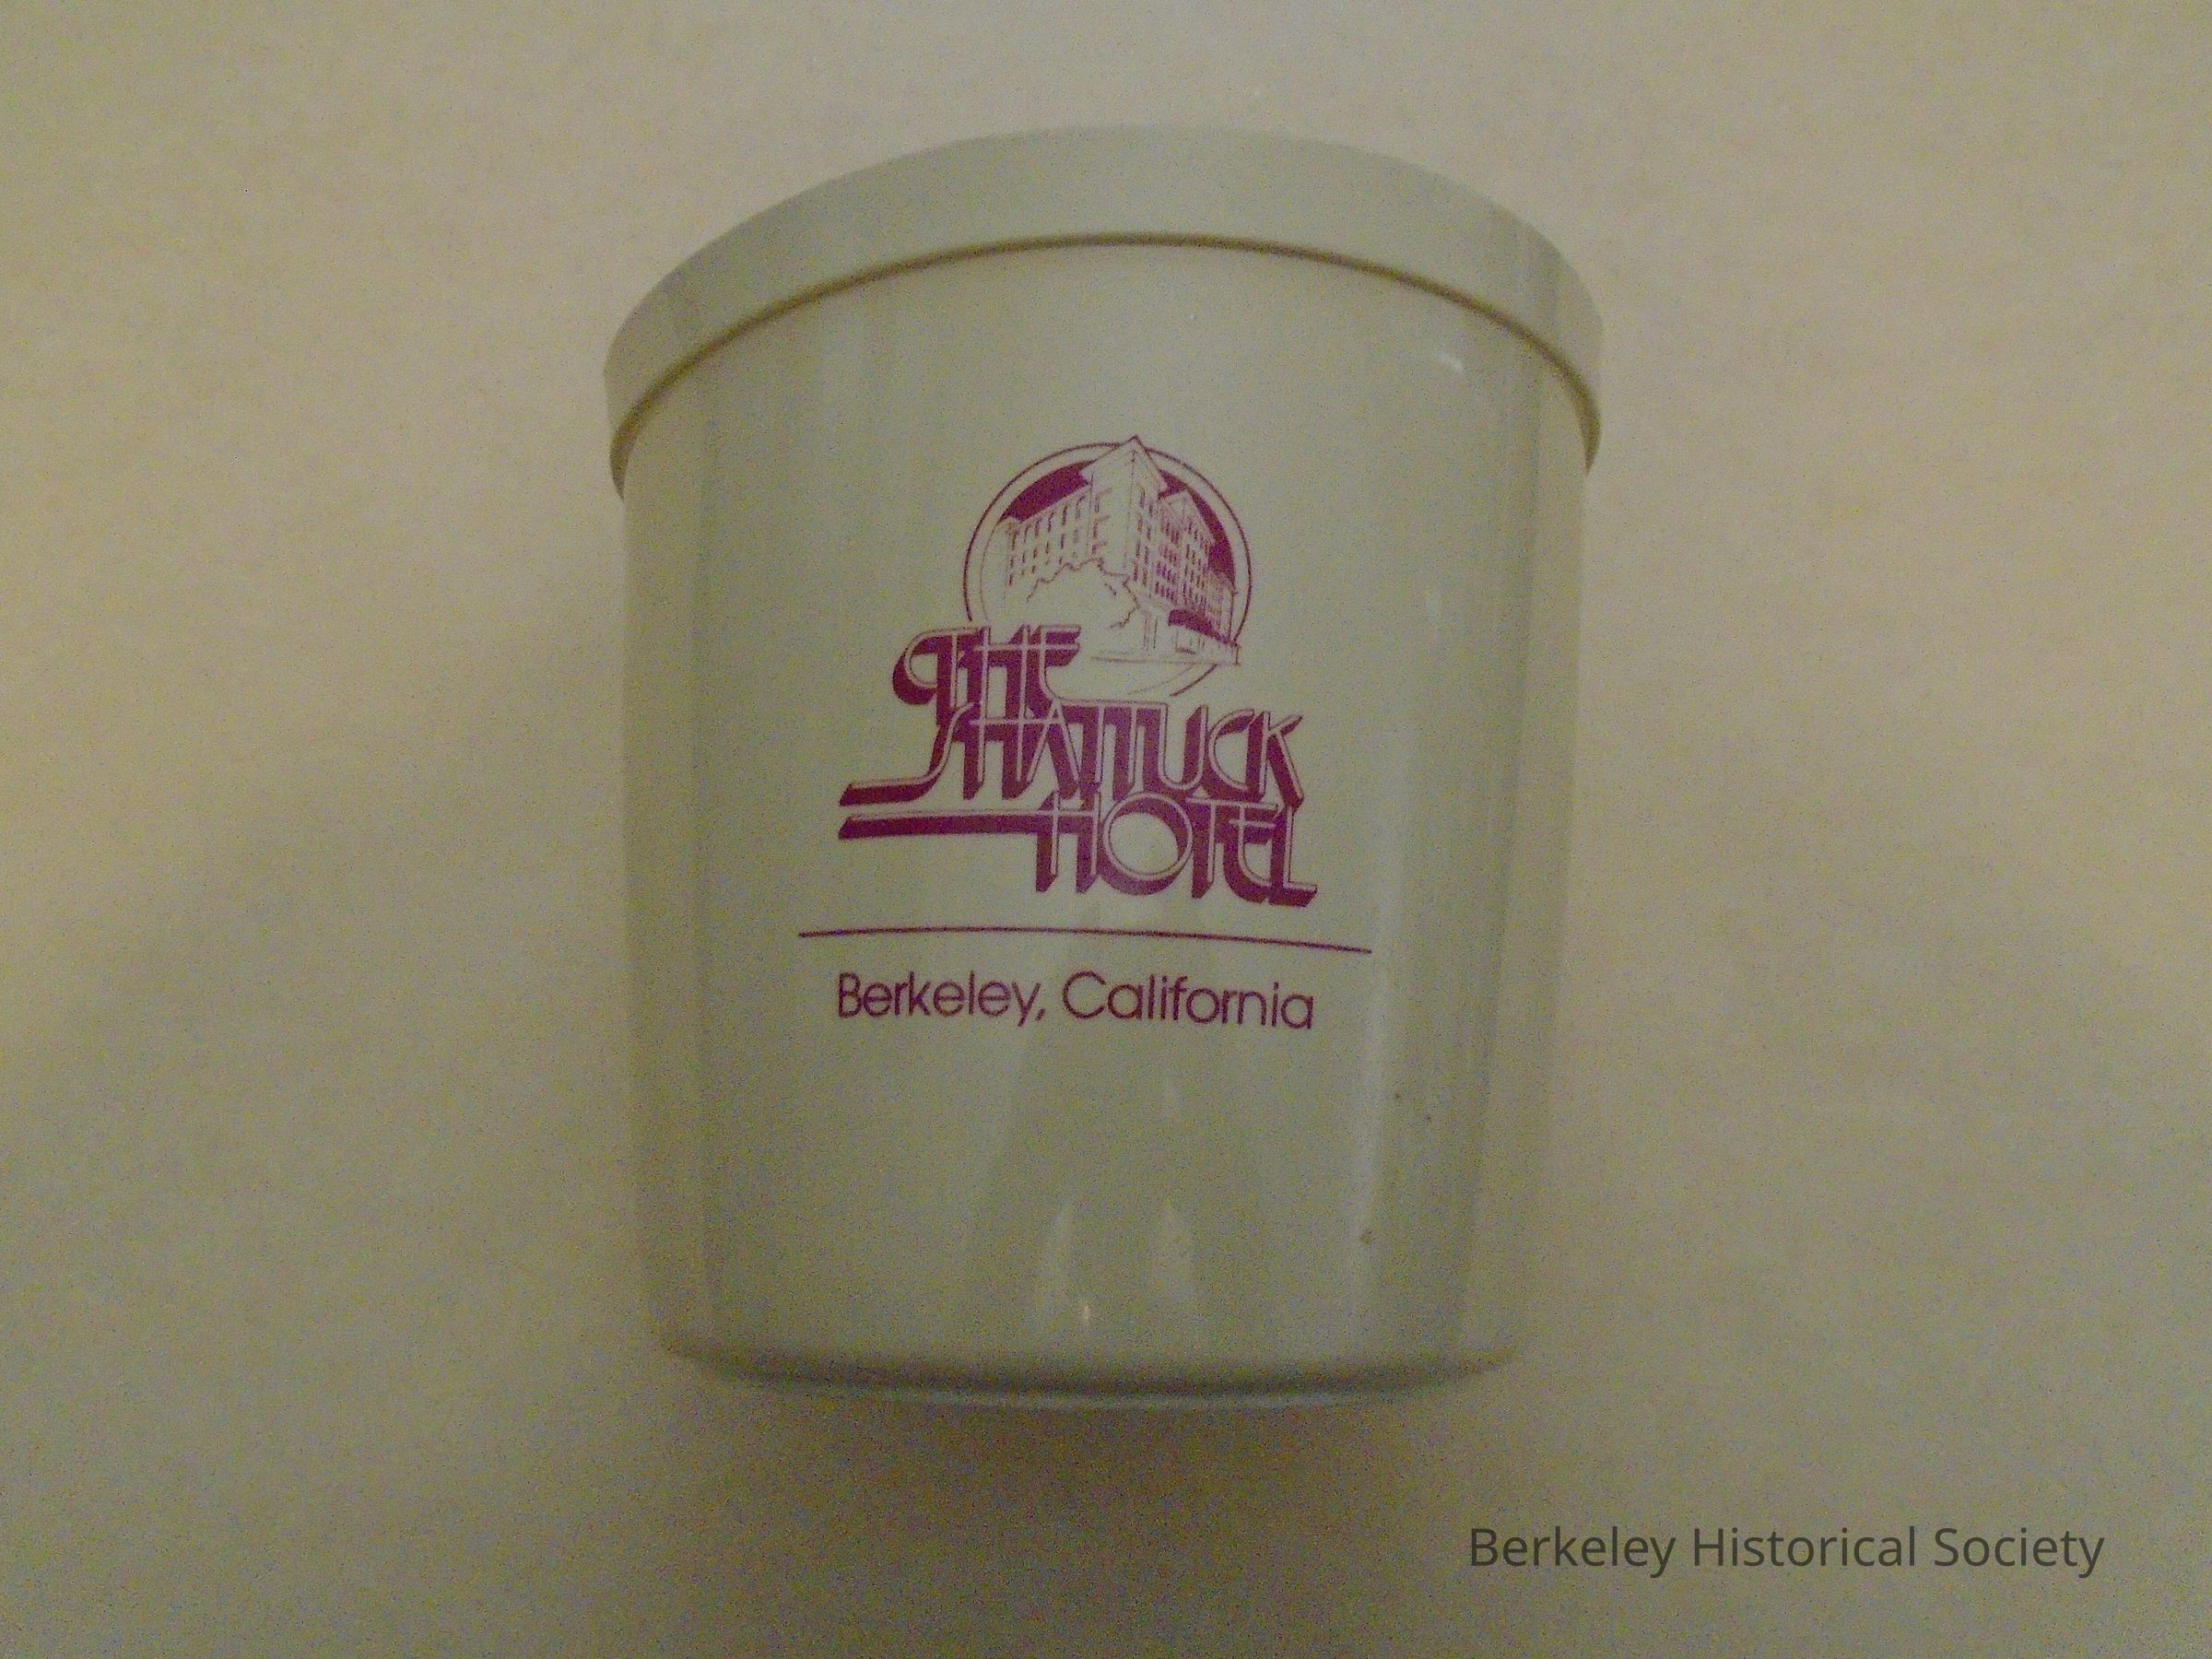 THE
SHATTUCK
HOTEL
Berkeley, California
Berkeley Historical Society